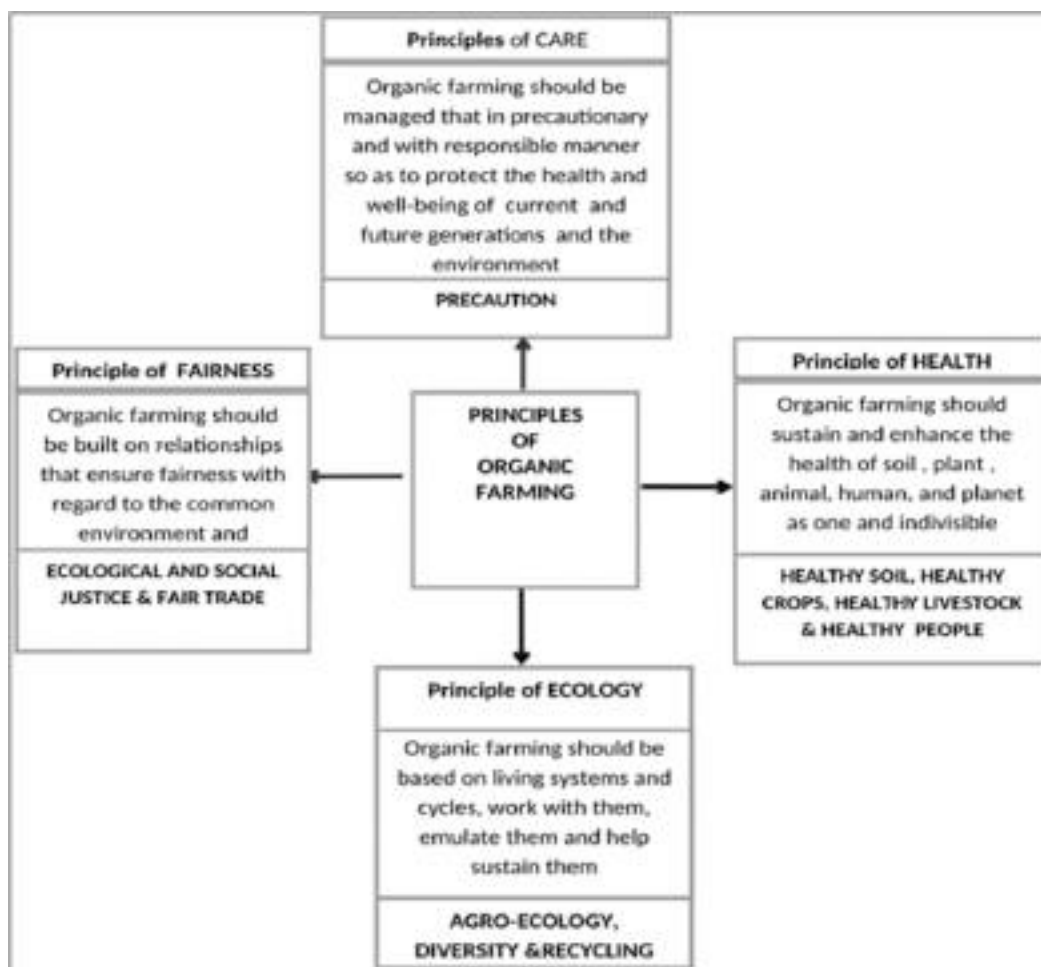 Principles of CARE
Organic farming should be
managed that in precautionary
and with responsible manner
so as to protect the health and
well-being of current and
future generations and the
environment
PRECAUTION
Principle of FAIRNESS
Organic farming should
be built on relationships
that ensure fairness with
regard to the common
environment and
ECOLOGICAL AND SOCIAL
JUSTICE & FAIR TRADE
PRINCIPLES
OF
ORGANIC
FARMING
Principle of HEALTH
Organic farming should
sustain and enhance the
health of soil , plant ,
animal, human, and planet
as one and indivisible
HEALTHY SOIL, HEALTHY
CROPS, HEALTHY LIVESTOCK
& HEALTHY PEOPLE
Principle of ECOLOGY
Organic farming should be
based on living systems and
cycles, work with them,
emulate them and help
sustain them
AGRO-ECOLOGY,
DIVERSITY &RECYCLING